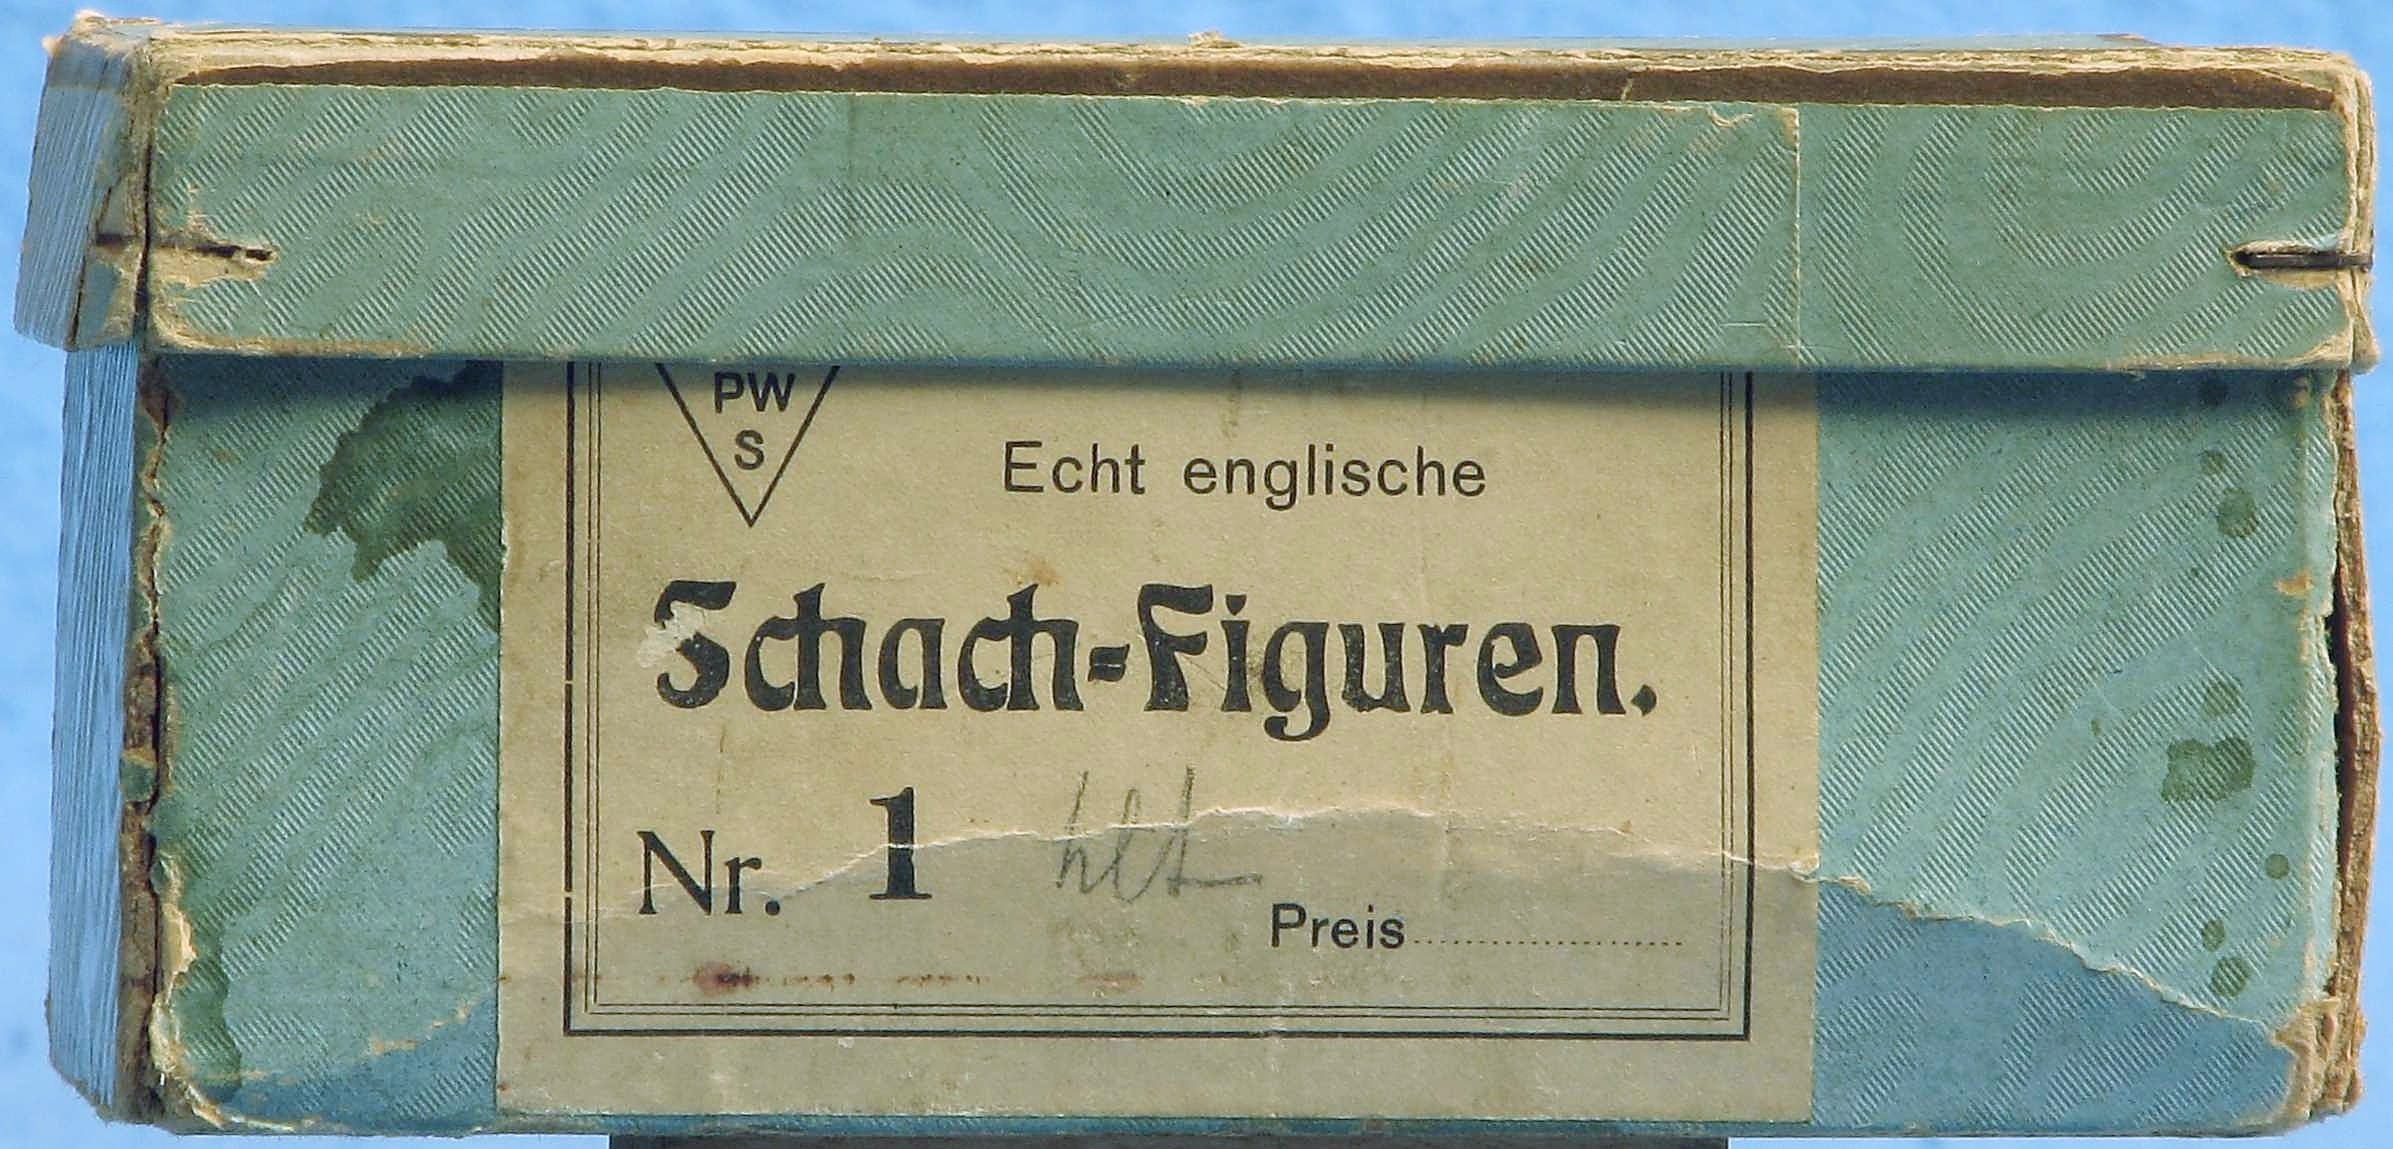 PW
S
Echt englische
Schach-Figuren.
Nr. 1
Preis....................